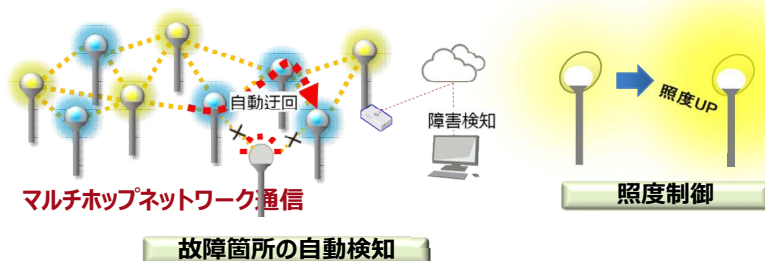 自動迂回
障害検知
照度UP
マルチホップネットワーク通信
照度制御
故障箇所の自動検知